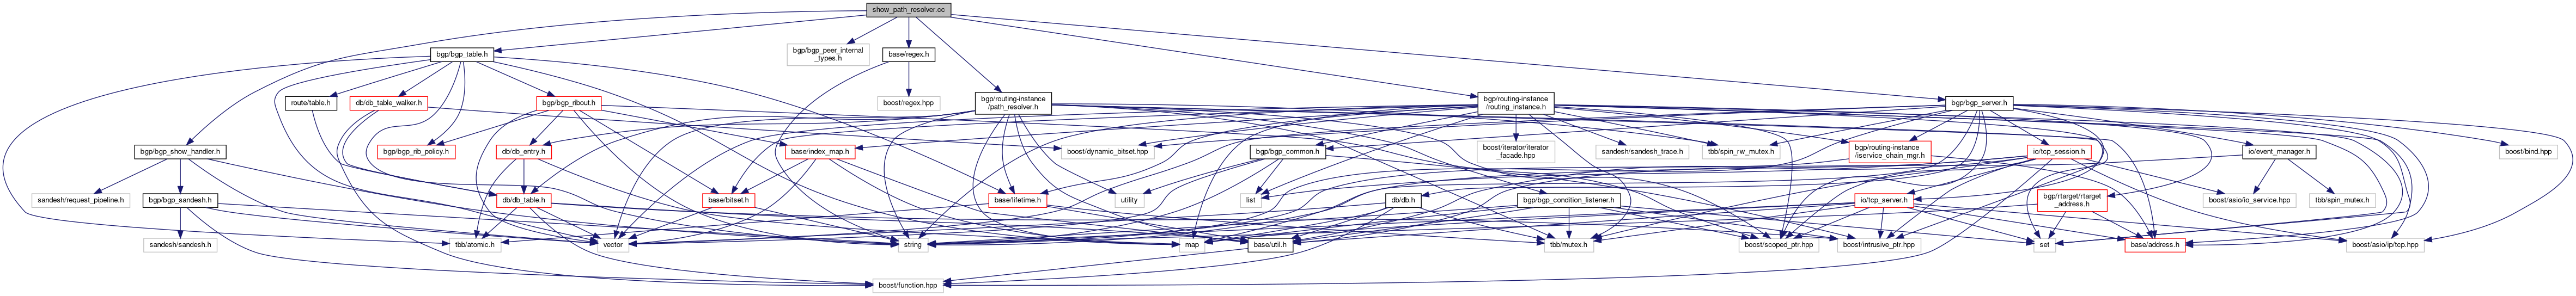 show_path_resolver.cc
bgp/bgp_table.h
bgp/bgp_peer_internal
_types.h
base/regex.h
route/table.h
db/db_table_walker.h
bgp/bgp_ribout.h
boost/regex.hpp
bgp/routing-instance
/path_resolver.h
bgp/routing-instance
/routing_instance.h
bgp/bgp_server.h
bgp/bgp_show_handler.h
bgp/bgp_rib_policy.h
db/db_entry.h
base/index_map.h
boost/dynamic_bitset.hpp
bgp/bgp_common.h
boost/iterator/iterator
_facade.hpp
sandesh/sandesh_trace.h
tbb/spin_rw_mutex.h
bgp/routing-instance
/iservice_chain_mgr.h
io/tcp_session.h
io/event_manager.h
boost/bind.hpp
sandesh/request_pipeline.h
bgp/bgp_sandesh.h
db/db_table.h
base/bitset.h
base/lifetime.h
utility
list
db/db.h
bgp/bgp_condition_listener.h
io/tcp_server.h
bgp/rtarget/rtarget
_address.h
boost/asio/io_service.hpp
tbb/spin_mutex.h
sandesh/sandesh.h
tbb/atomic.h
vector
string
map
base/util.h
tbb/mutex.h
boost/scoped_ptr.hpp
boost/intrusive_ptr.hpp
set
base/address.h
boost/asio/ip/tcp.hpp
boost/function.hpp